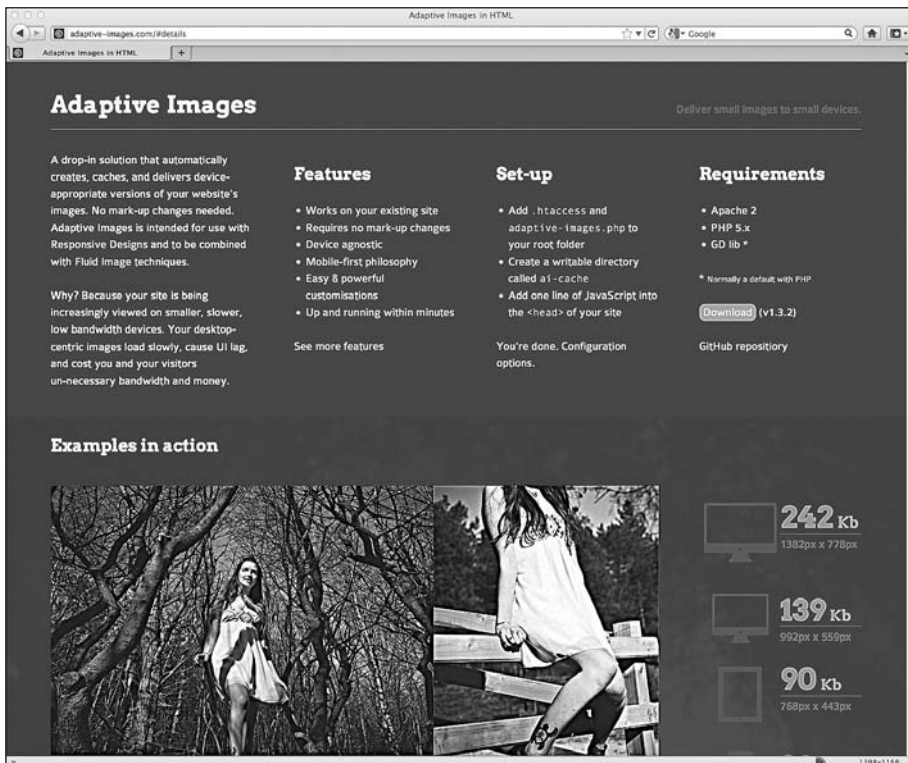 Adaptive Images in HTML
adaptive-images.com/#details
Google
Adaptive Images in HTML
+
Adaptive Images
Deliver small images to small devices.
A drop-in solution that automatically
creates, caches, and delivers device-
appropriate versions of your website's
images. No mark-up changes needed.
Adaptive Images is intended for use with
Responsive Designs and to be combined
with Fluid Image techniques.
Why? Because your site is being
increasingly viewed on smaller, slower,
low bandwidth devices. Your desktop-
centric images load slowly, cause UI lag,
and cost you and your visitors
un-necessary bandwidth and money.
Features
• Works on your existing site
• Requires no mark-up changes
• Device agnostic
• Mobile-first philosophy
• Easy & powerful
customisations
• Up and running within minutes
See more features
Set-up
• Add .htaccess and
adaptive-images.php to
your root folder
• Create a writable directory
called ai-cache
• Add one line of JavaScript into
the <head> of your site
You're done. Configuration
options.
Requirements
• Apache 2
• PHP 5.x
• GD lib *
* Normally a default with PHP
Download (v1.3.2)
GitHub repositiory
Examples in action
242 Kb
1382px x 778px
139 Kb
992px x 559px
90 Kb
768px x 443px